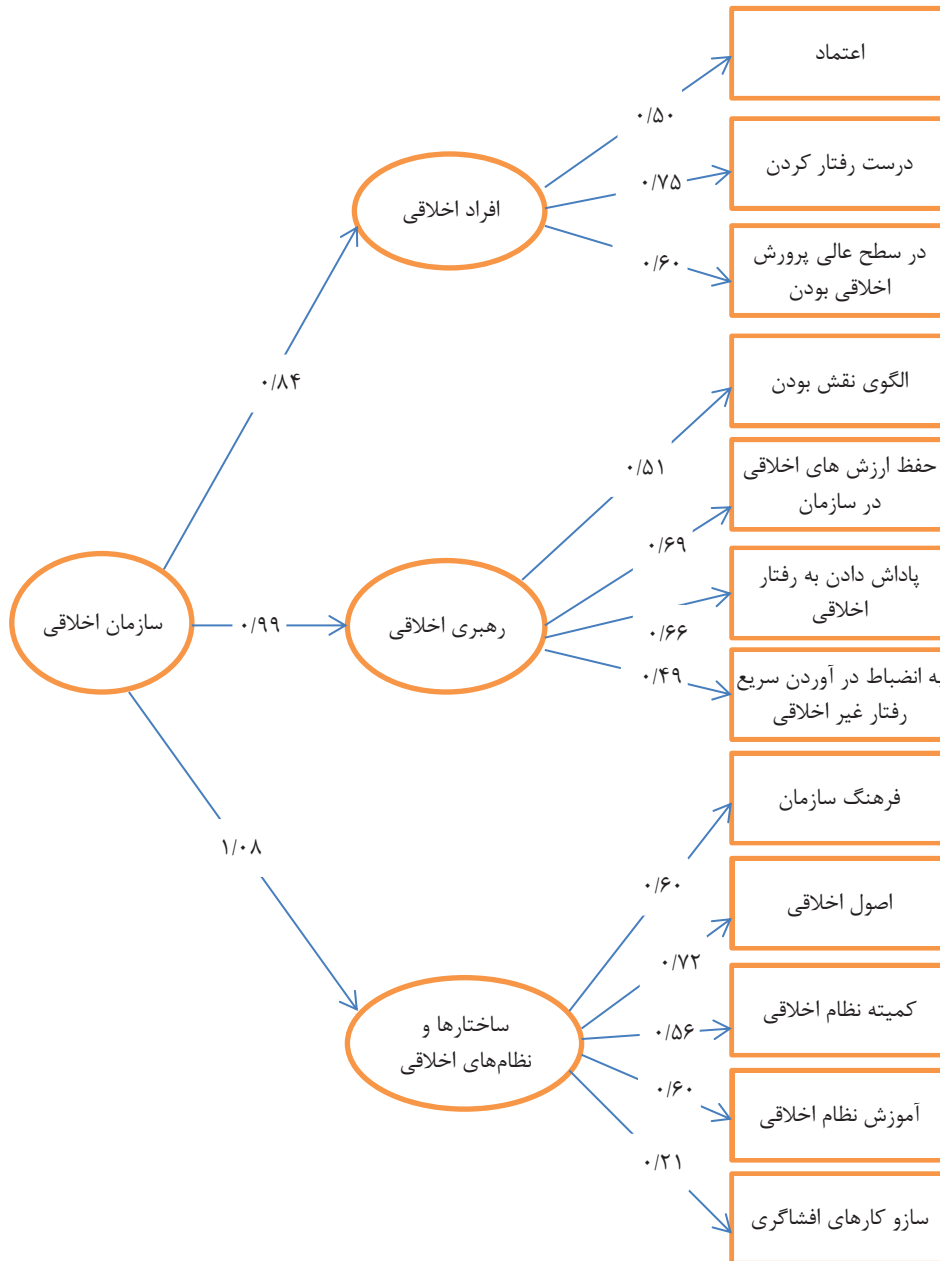 اعتماد
۰/۵۰
درست رفتار کردن
۰/۷۵
افراد اخلاقی
در سطح عالی پرورش
اخلاقی بودن
۰/۶۰
الگوی نقش بودن
۰/۸۴
۰/۵۱
حفظ ارزش های اخلاقی
در سازمان
۰/۶۹
پاداش دادن به رفتار
اخلاقی
سازمان اخلاقی
۰/۹۹
رهبری اخلاقی
۰/۶۶
به انضباط در آوردن سریع
رفتار غیر اخلاقی
۰/۴۹
فرهنگ سازمان
۱/۰۸
۰/۶۰
اصول اخلاقی
۰/۷۲
کمیته نظام اخلاقی
۰/۵۶
ساختارها و
نظام‌های اخلاقی
۰/۶۰
آموزش نظام اخلاقی
۰/۲۱
سازو کارهای افشاگری